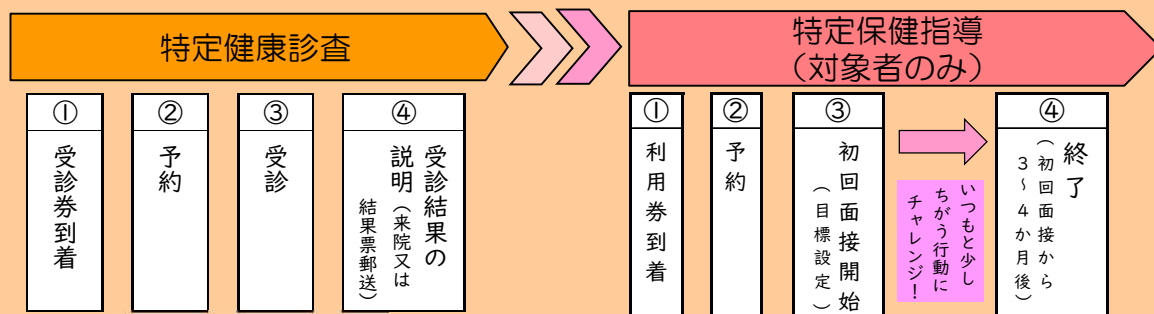 特定健康診査
①
受診券到着
②
予約
③
受診
④
受診結果の
説明（来院又は
結果票郵送）
特定保健指導
（対象者のみ）
①
利用券到着
②
予約
③
初回面接開始
（目標設定）
いつもと少し
ちがう行動に
チャレンジ！
④
終了
（初回面接から
３～４か月後）